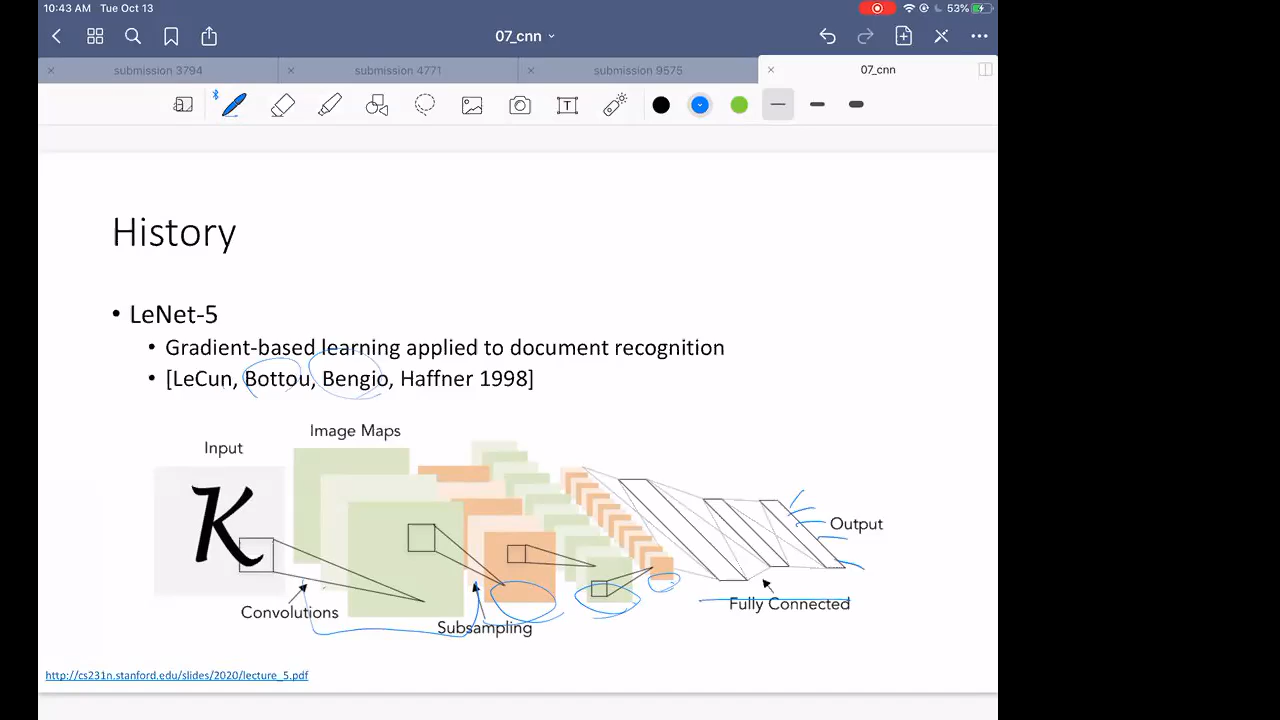 10:43 AM Tue Oct 13
53%
07_cnn
submission 3794
submission 4771
submission 9575
07_cnn
T
History
• LeNet-5
• Gradient-based learning applied to document recognition
• [LeCun, Bottou, Bengio, Haffner 1998]
Image Maps
Input
K
Output
Fully Connected
Convolutions
Subsampling
http://cs231n.stanford.edu/slides/2020/lecture_5.pdf